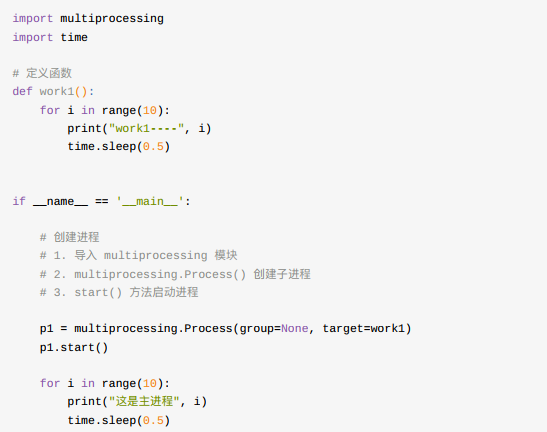 import multiprocessing
import time
# 定义函数
def work1():
    for i in range(10):
        print("work1----", i)
        time.sleep(0.5)
if __name__ == '__main__':
    # 创建进程
    # 1. 导入 multiprocessing 模块
    # 2. multiprocessing.Process() 创建子进程
    # 3. start() 方法启动进程
    p1 = multiprocessing.Process(group=None, target=work1)
    p1.start()
    for i in range(10):
        print("这是主进程", i)
        time.sleep(0.5)